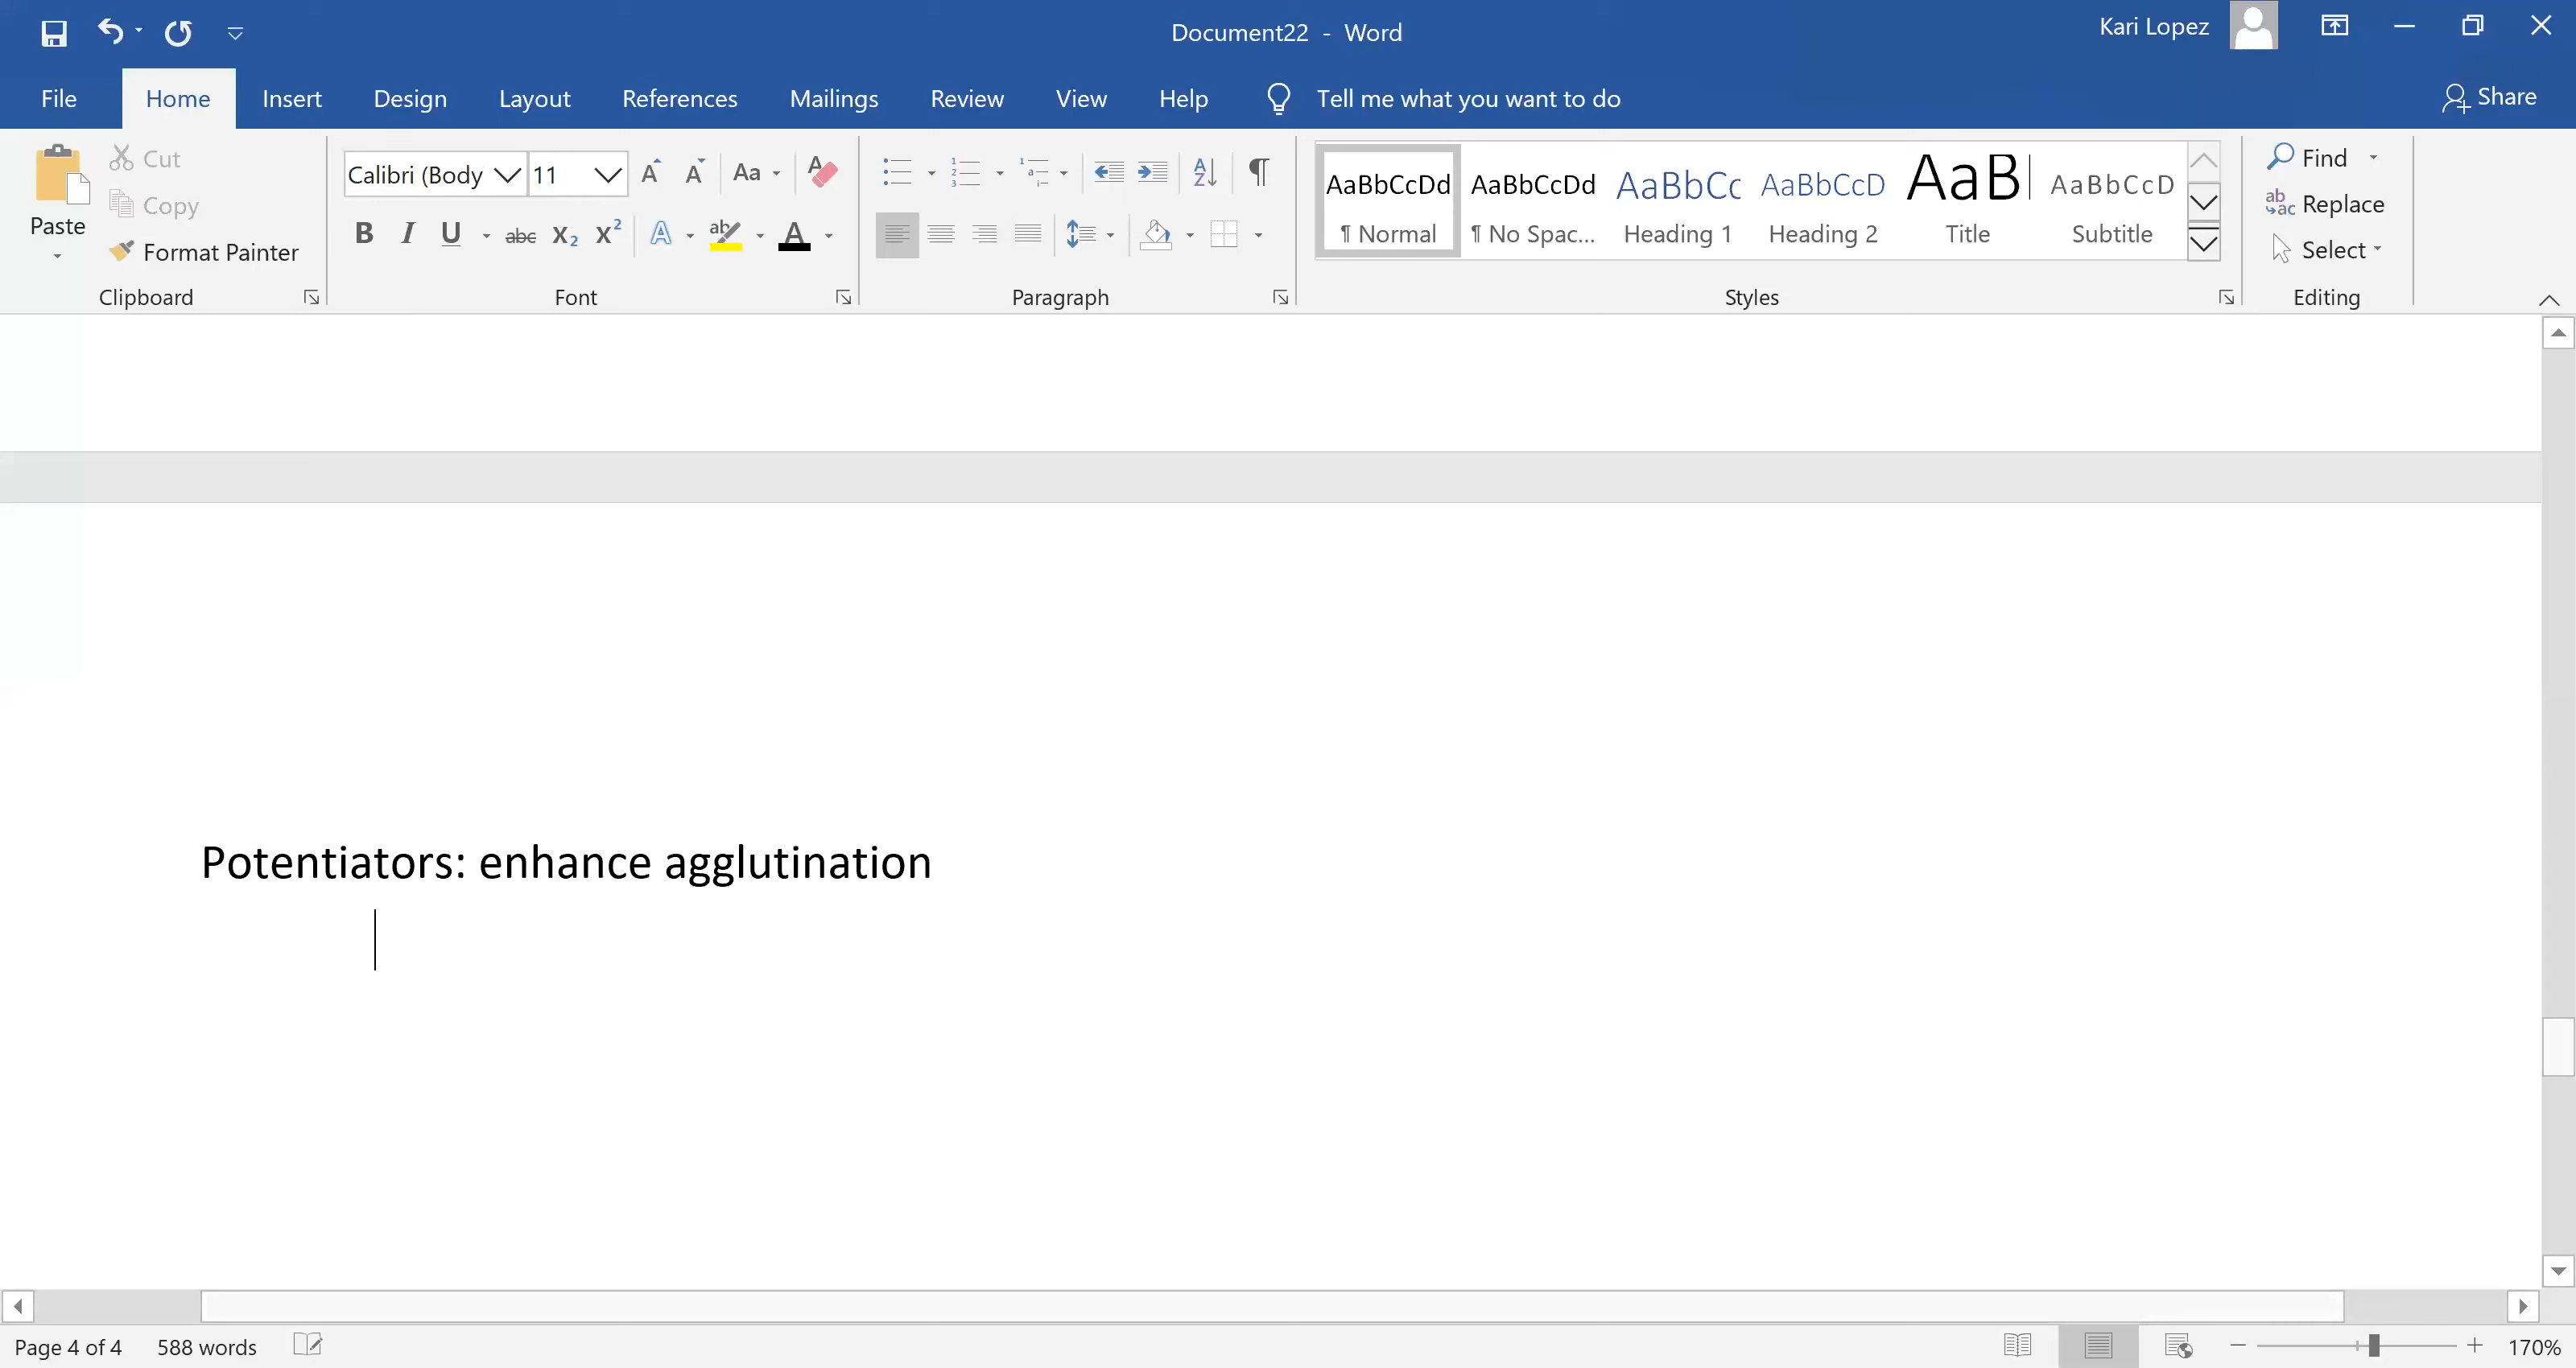 Document22 - Word
Kari Lopez
File Home Insert Design Layout References Mailings Review View Help Tell me what you want to do Share
Paste
Cut
Copy
Format Painter
Clipboard
Calibri (Body 11
Font
Paragraph
AaBbCcDd AaBbCcDd AaBbCc AaBbCcD AaB AaBbCcD
¶ Normal ¶ No Spac... Heading 1 Heading 2 Title Subtitle
Styles
Find
Replace
Select
Editing
Potentiators: enhance agglutination
Page 4 of 4 588 words 170%